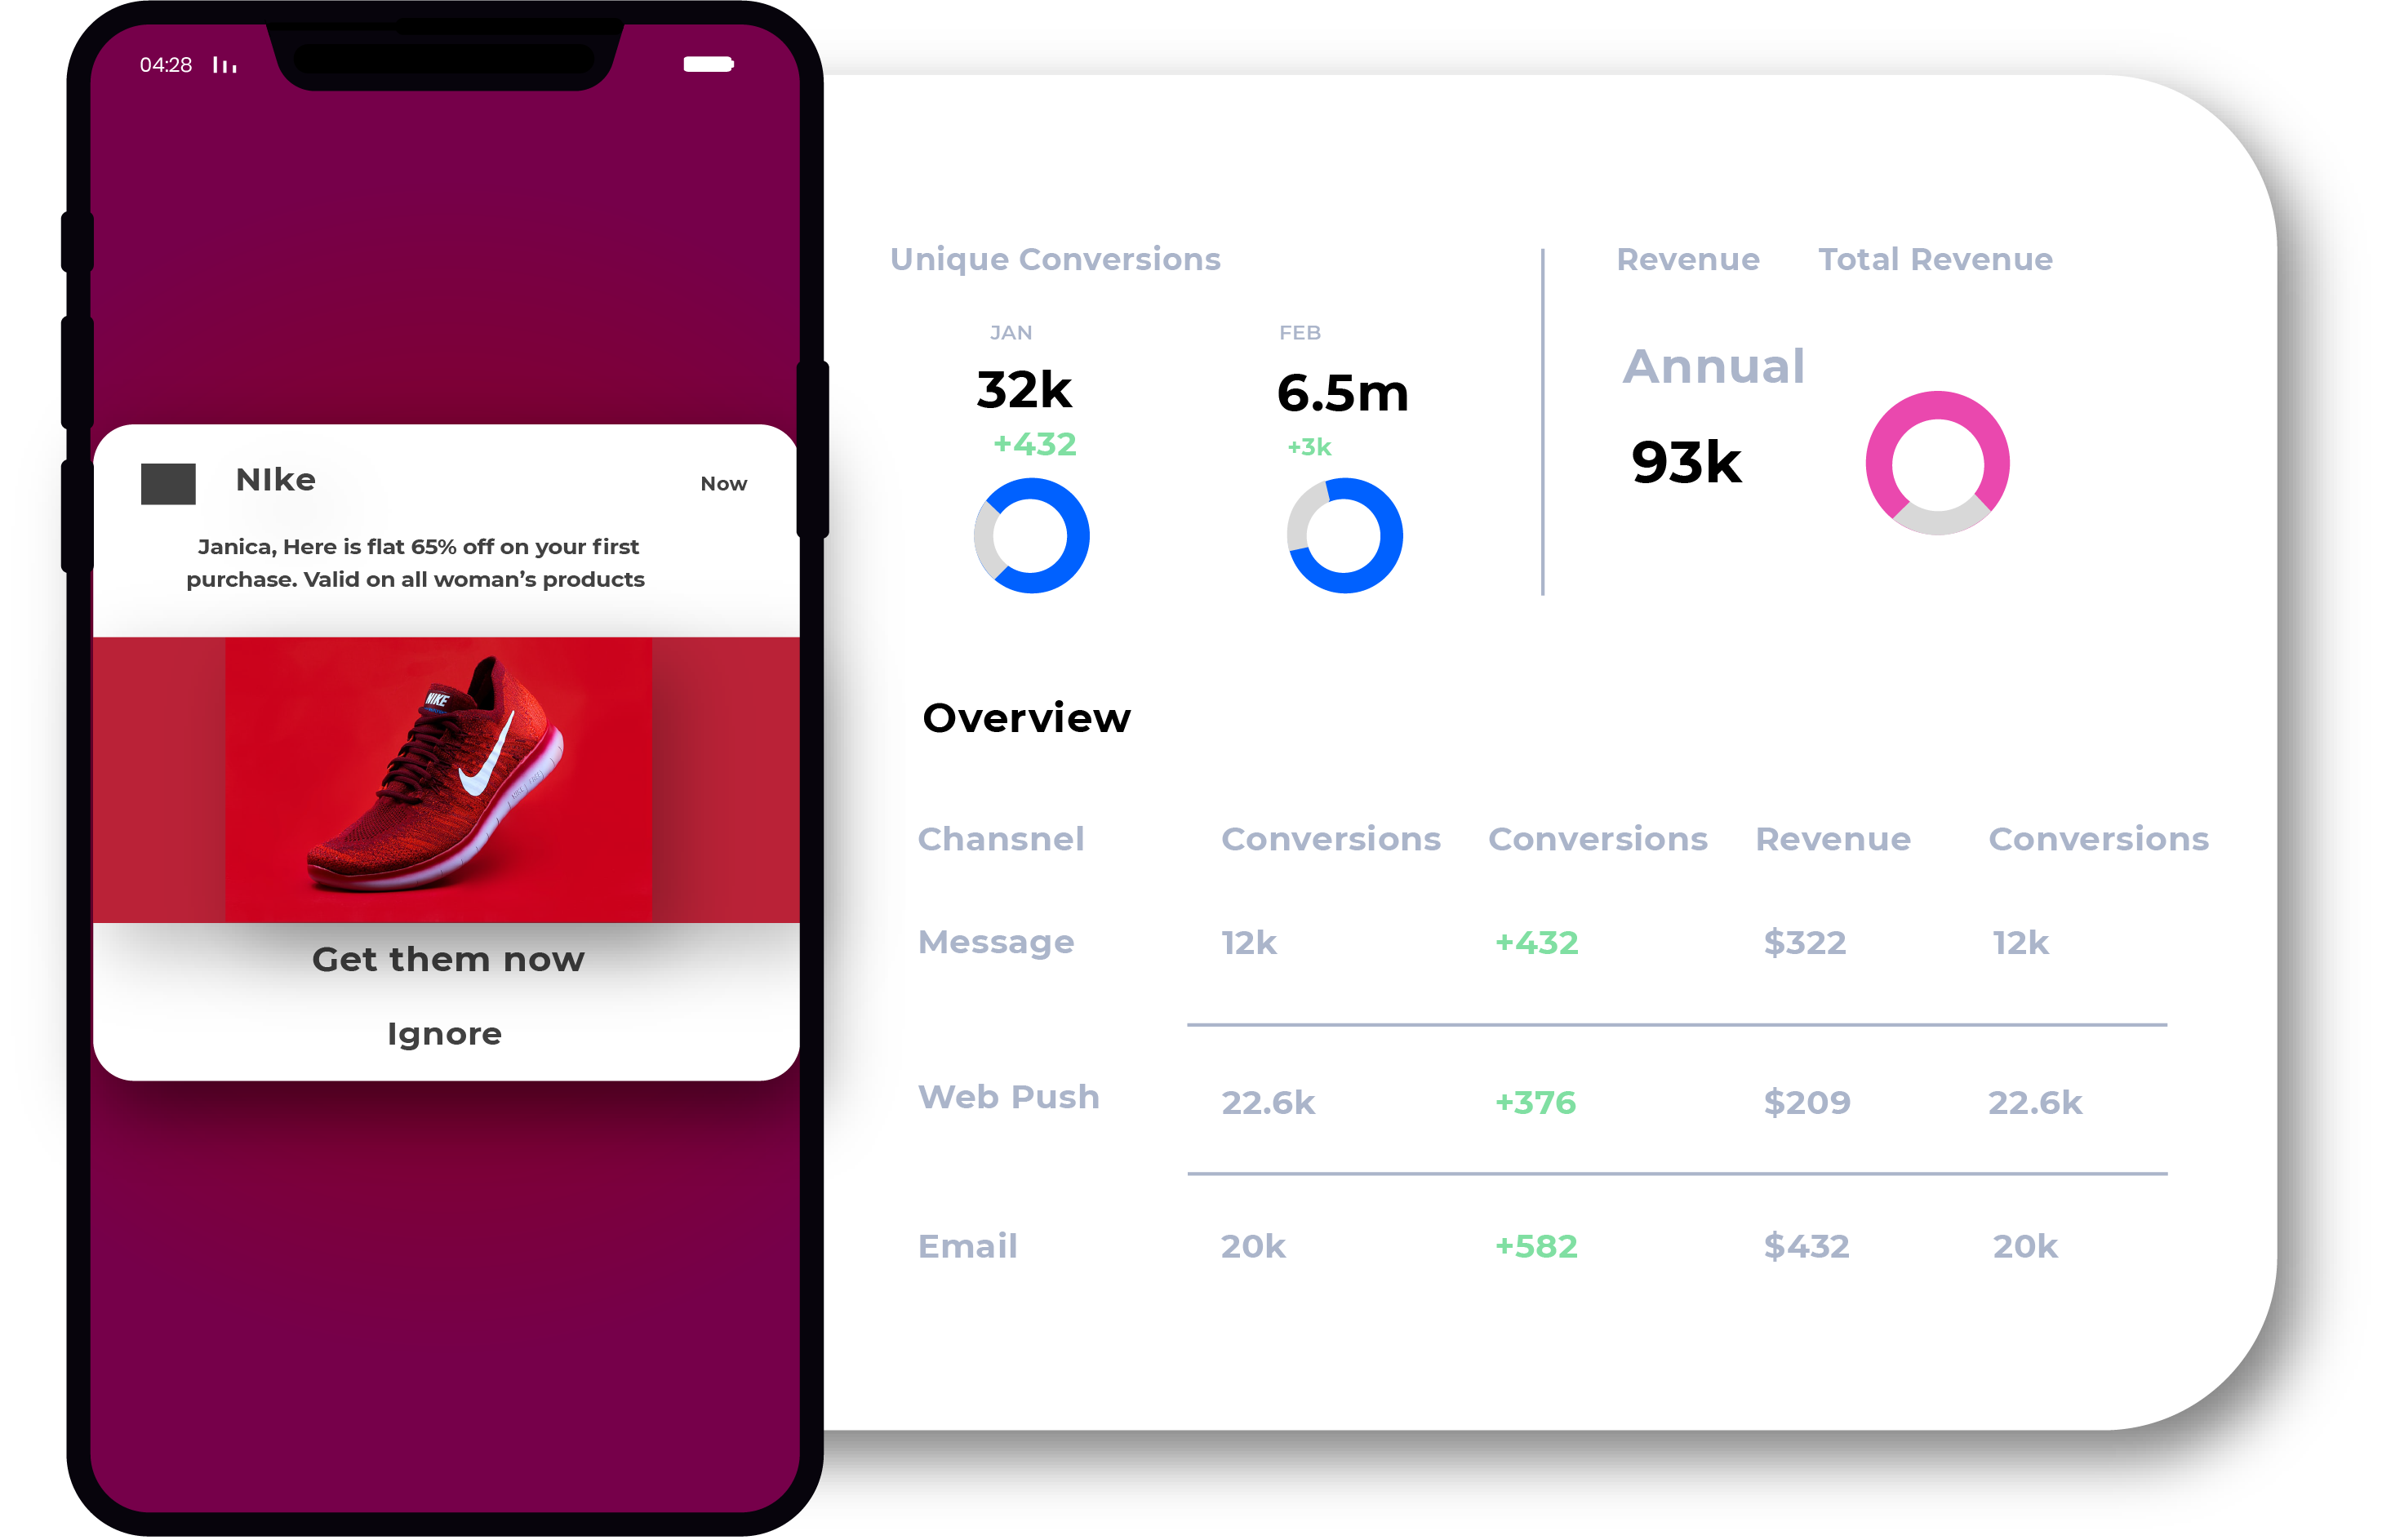 04:28
NIke
Now
Janica, Here is flat 65% off on your first
purchase. Valid on all woman’s products
NIKE
Get them now
Ignore
Unique Conversions
JAN
FEB
32k
6.5m
+432
+3k
Revenue
Total Revenue
Annual
93k
Overview
Chansnel Conversions Conversions Revenue Conversions
Message 12k +432 $322 12k
Web Push 22.6k +376 $209 22.6k
Email 20k +582 $432 20k